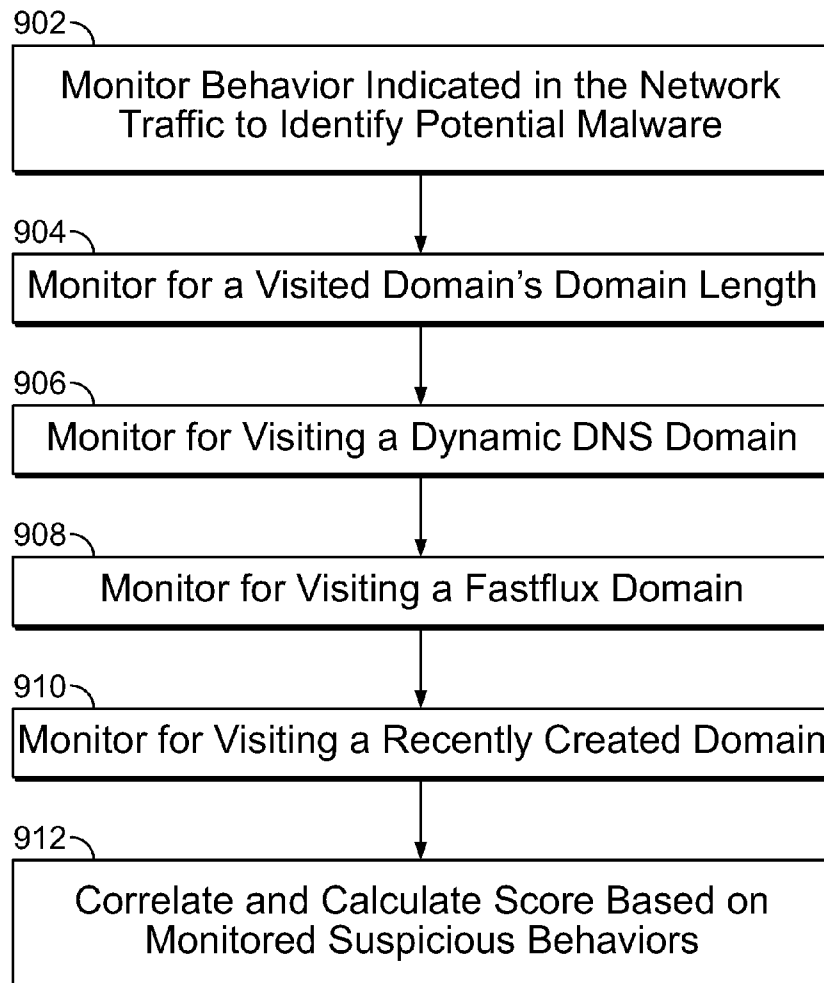 902
Monitor Behavior Indicated in the Network
Traffic to Identify Potential Malware
904
Monitor for a Visited Domain’s Domain Length
906
Monitor for Visiting a Dynamic DNS Domain
908
Monitor for Visiting a Fastflux Domain
910
Monitor for Visiting a Recently Created Domain
912
Correlate and Calculate Score Based on
Monitored Suspicious Behaviors